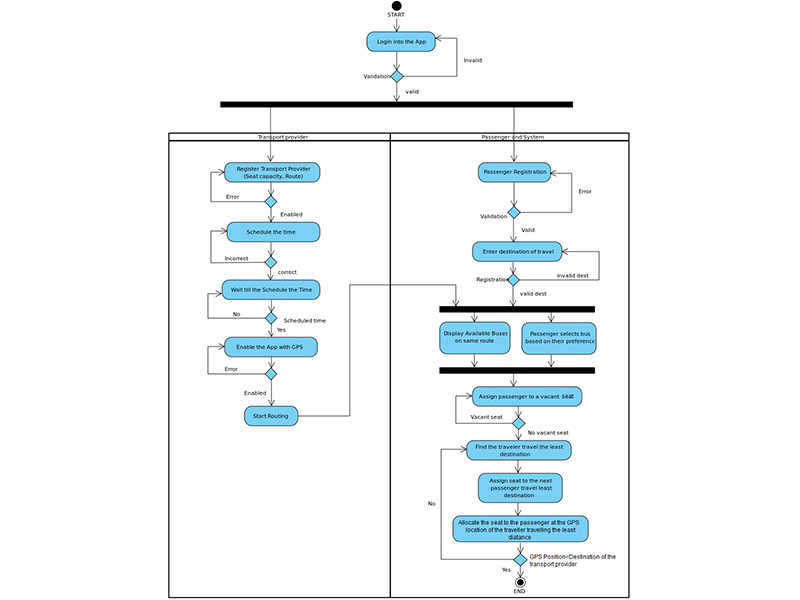 START
Login into the App
Invalid
Validation
valid
Transport provider
Passenger and System
Register Transport Provider
(Seat capacity, Route)
Error
Enabled
Schedule the time
Incorrect
correct
Wait till the Schedule the Time
No
Scheduled time
Yes
Enable the App with GPS
Error
Enabled
Start Routing
Passenger Registration
Error
Validation
Valid
Enter destination of travel
invalid dest
Registration
valid dest
Display Available Buses
on same route
Passenger selects bus
based on their preference
Assign passenger to a vacant seat
Vacant seat
No vacant seat
Find the traveler travel the least
destination
Assign seat to the next
passenger travel least
destination
No
Allocate the seat to the passenger at the GPS
location of the traveller travelling the least
diatance
GPS Position=Destination of the
transport provider
Yes
END